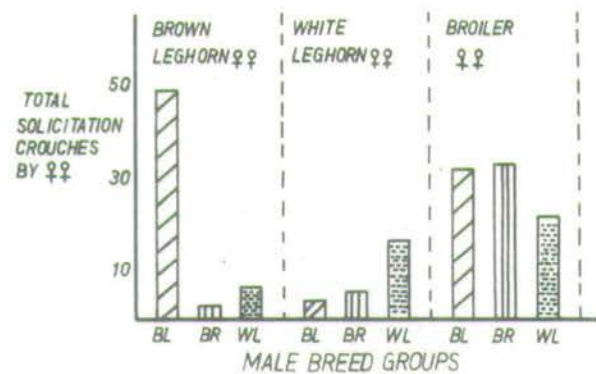 BROWN
LEGHORN ♀♀
WHITE
LEGHORN ♀♀
BROILER
♀♀
TOTAL
SOLICITATION
CROUCHES
BY ♀♀
50
30
10
BL BR WL BL BR WL BL BR WL
MALE BREED GROUPS